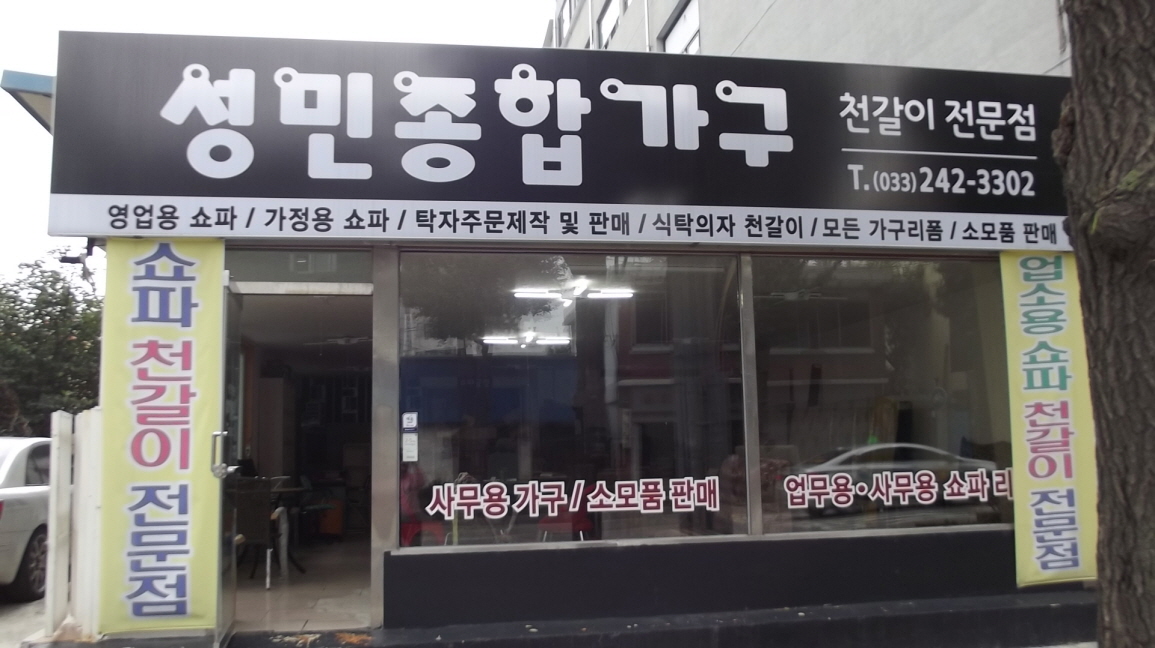 성민종합가구
천갈이 전문점
T.(033)242-3302
영업용 쇼파 / 가정용 쇼파 / 탁자주문제작 및 판매 / 식탁의자 천갈이 / 모든 가구리폼 / 소모품 판매
쇼파 천갈이 전문점
사무용 가구 / 소모품 판매
업무용·사무용 쇼파 리
업소용 쇼파 천갈이 전문점